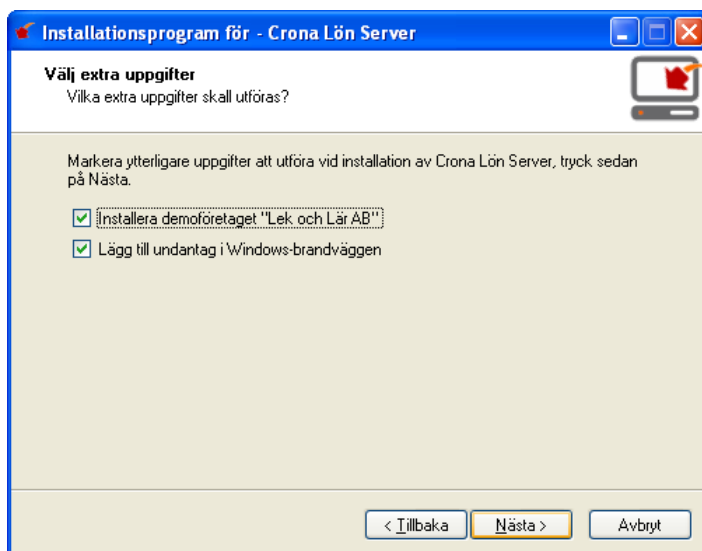 Installationsprogram för - Crona Lön Server
Välj extra uppgifter
Vilka extra uppgifter skall utföras?
Markera ytterligare uppgifter att utföra vid installation av Crona Lön Server, tryck sedan
på Nästa.
Installera demoföretaget "Lek och Lär AB"
Lägg till undantag i Windows-brandväggen
< Tillbaka
Nästa >
Avbryt